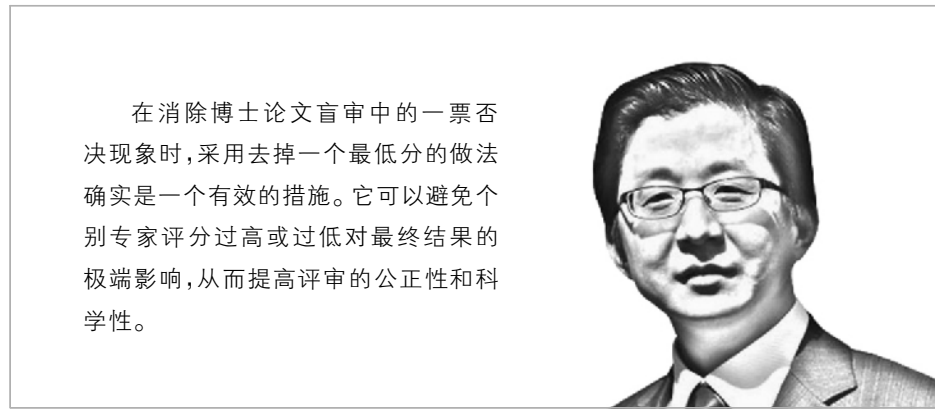 在消除博士论文盲审中的一票否
决现象时,采用去掉一个最低分的做法
确实是一个有效的措施。它可以避免个
别专家评分过高或过低对最终结果的
极端影响,从而提高评审的公正性和科
学性。